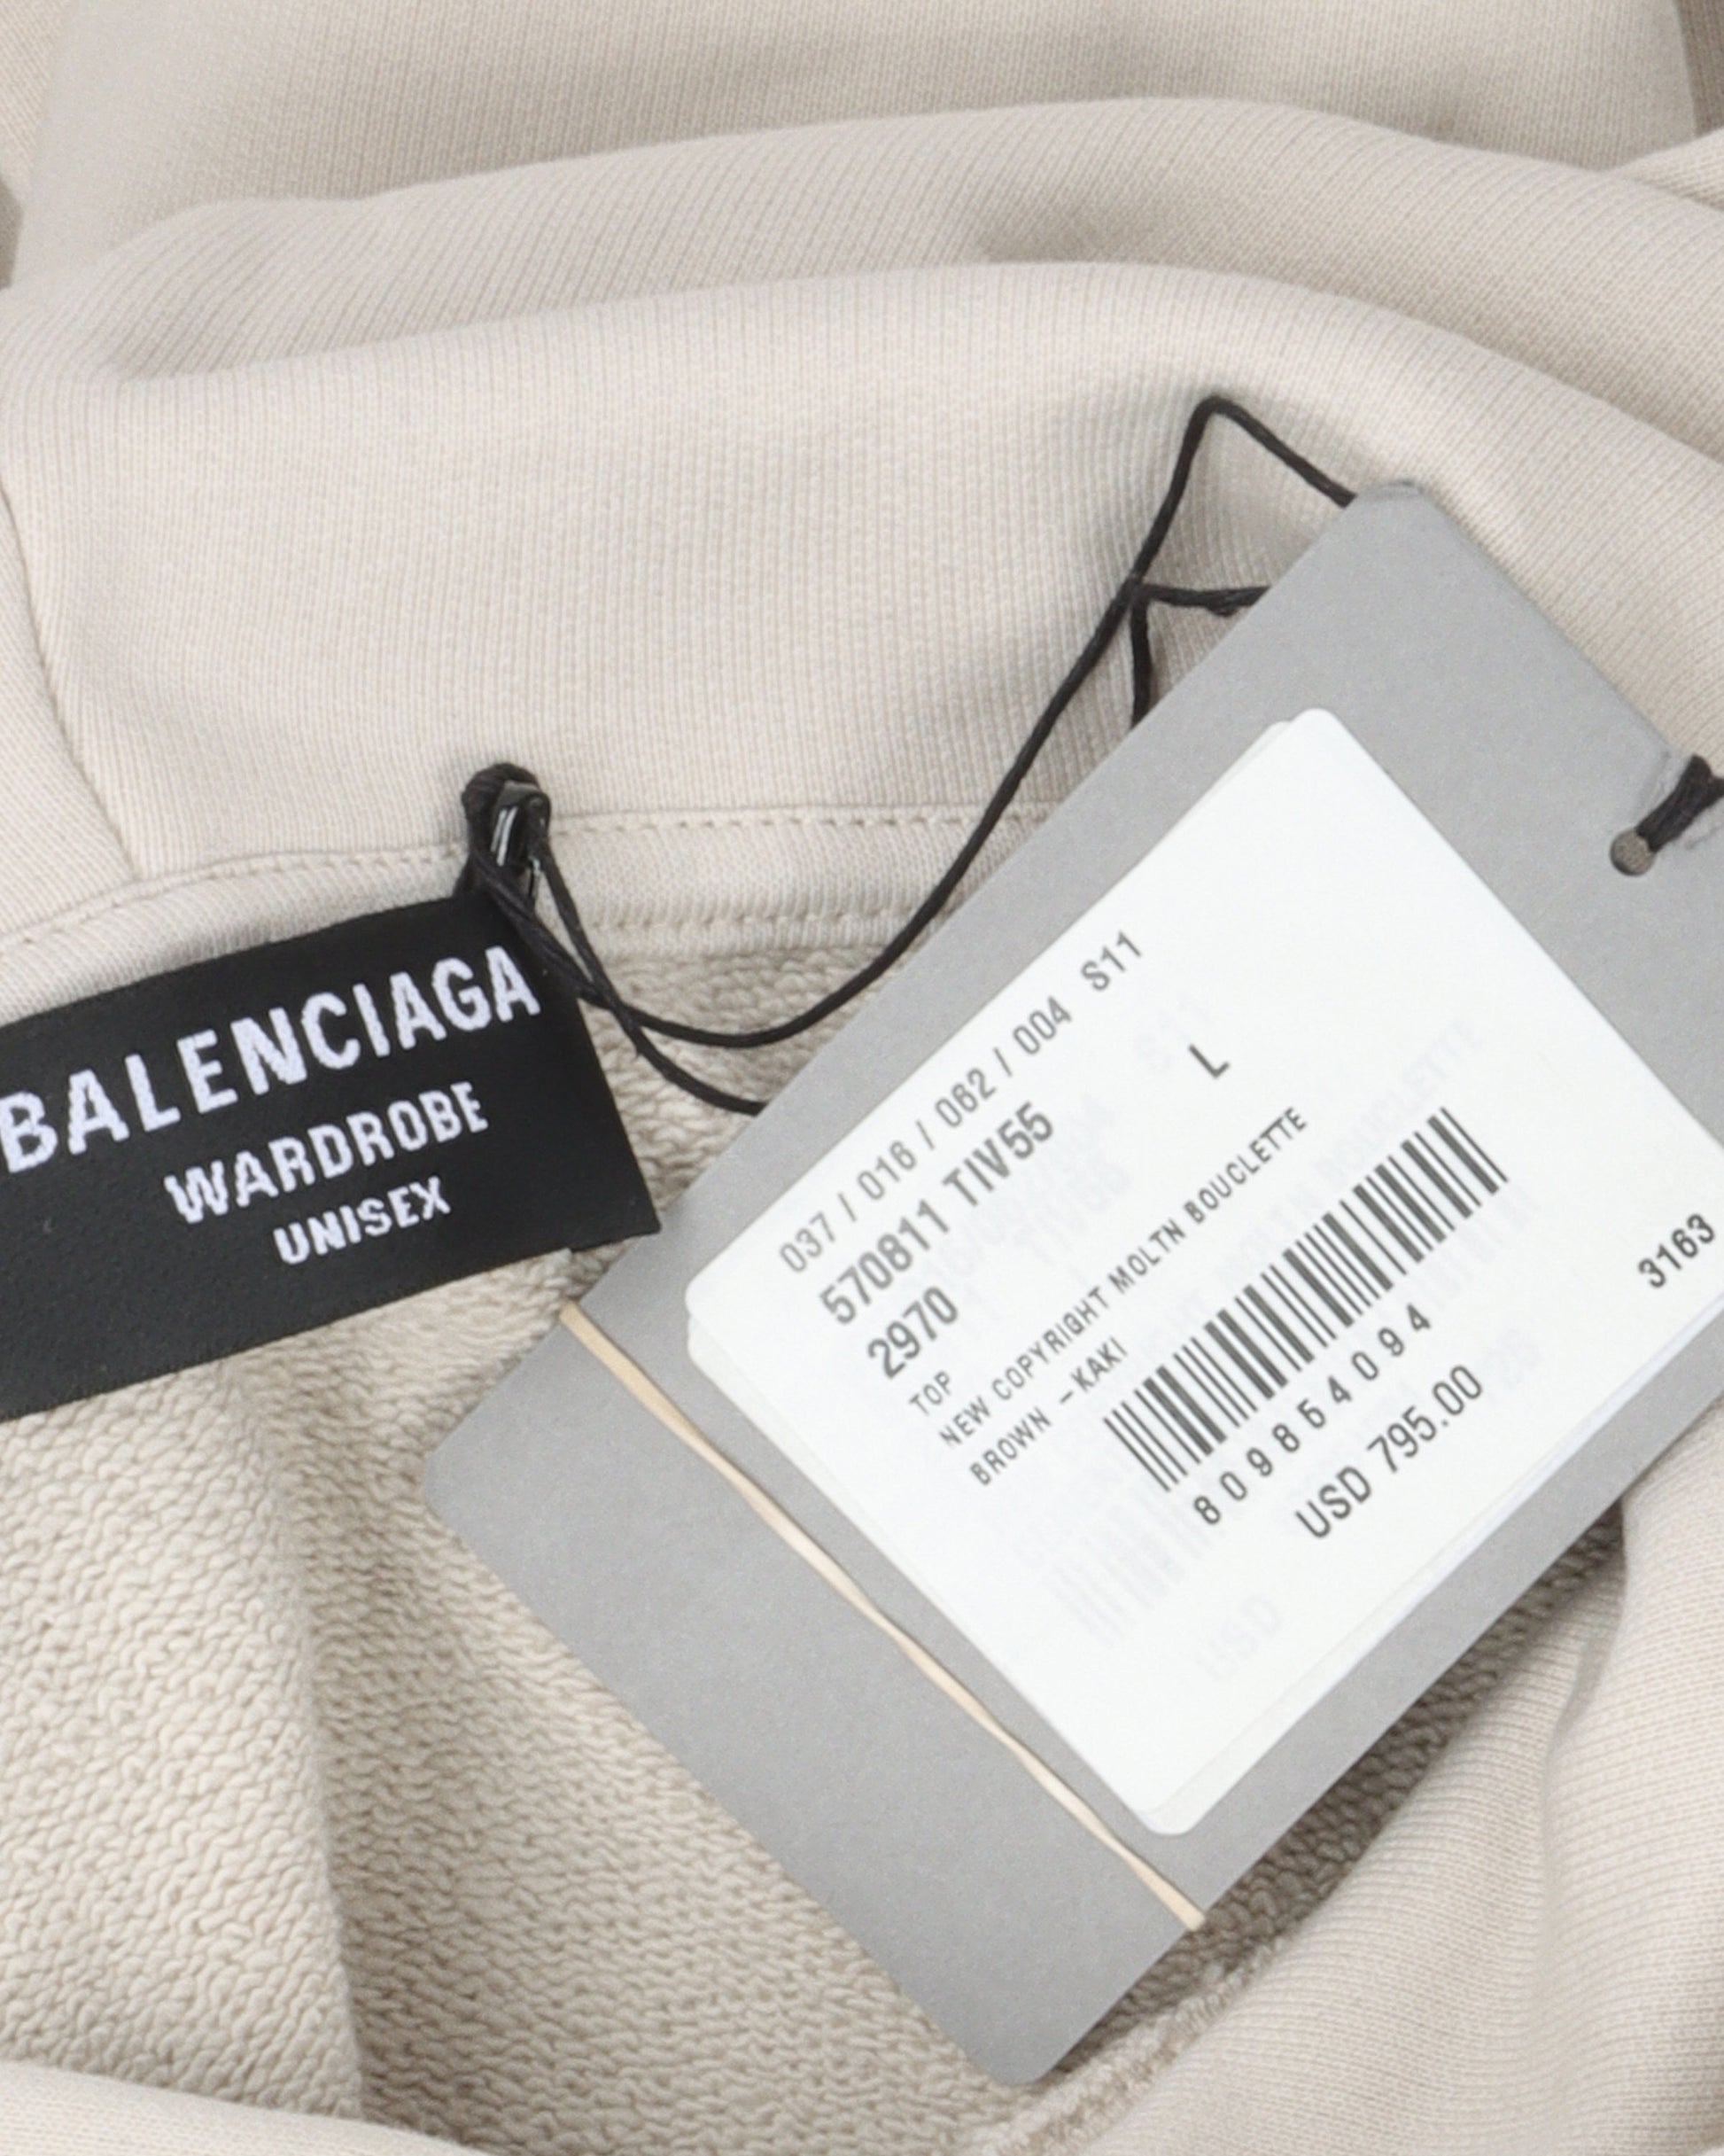 BALENCIAGA
WARDROBE
UNISEX
037 / 016 / 062 / 004 S11
570811 TIV55 L
2970
TOP
NEW COPYRIGHT MOLTN BOUCLETTE
BROWN -KAKI
809854094
USD 795.00
3163